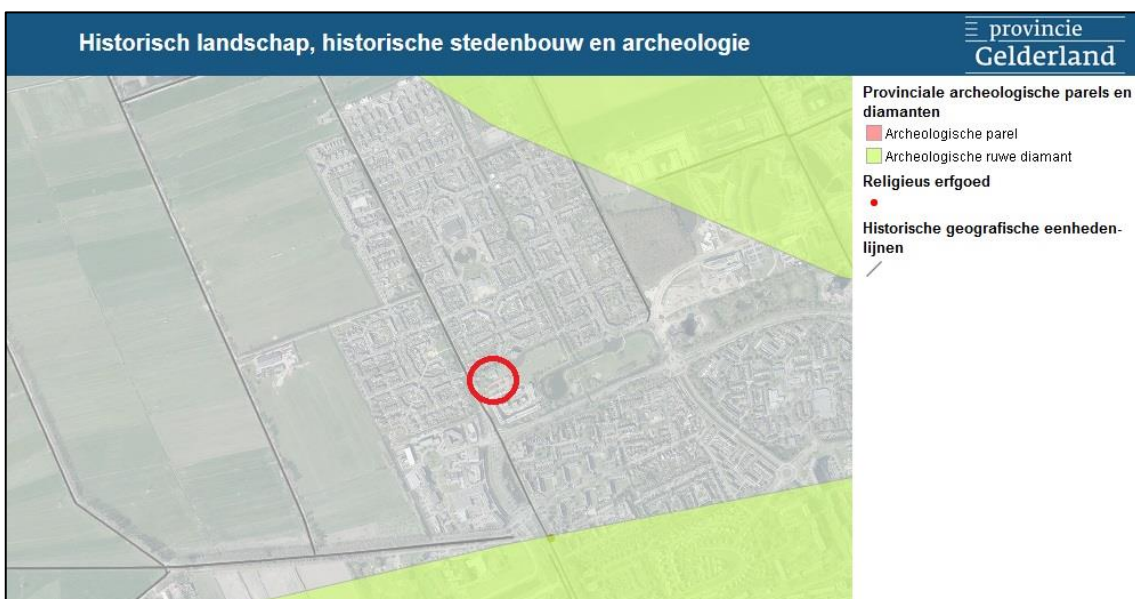 Historisch landschap, historische stedenbouw en archeologie
provincie
Gelderland
Provinciale archeologische parels en
diamanten
Archeologische parel
Archeologische ruwe diamant
Religieus erfgoed
Historische geografische eenheden-
lijnen